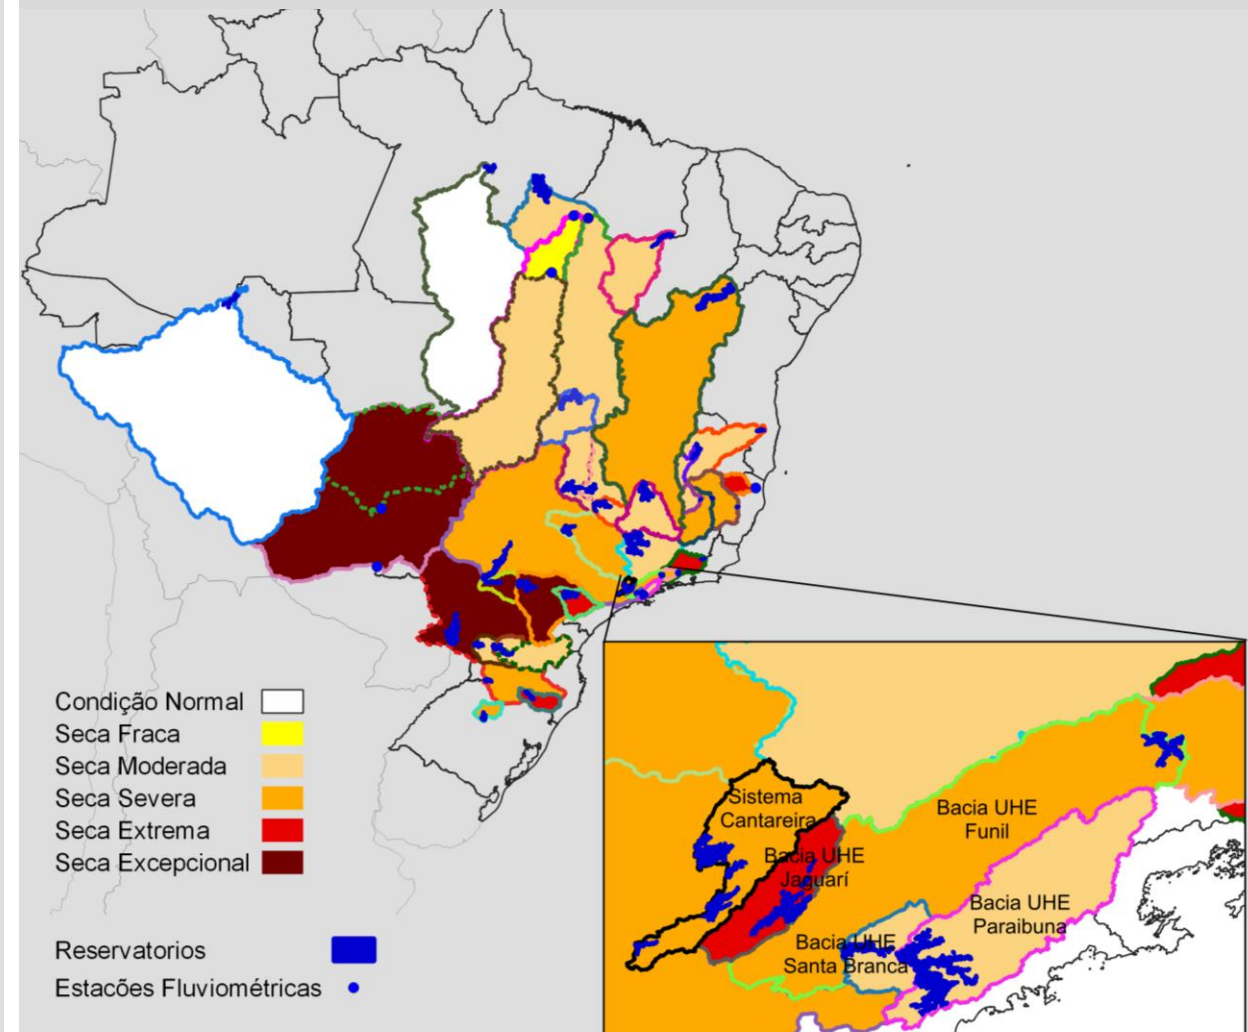 Condição Normal
Seca Fraca
Seca Moderada
Seca Severa
Seca Extrema
Seca Excepcional
Reservatorios
Estacões Fluviométricas
Sistema
Cantareira
Bacia UHE
Jaguarí
Bacia UHE
Funil
Bacia UHE
Paraibuna
Bacia UHE
Santa Branca